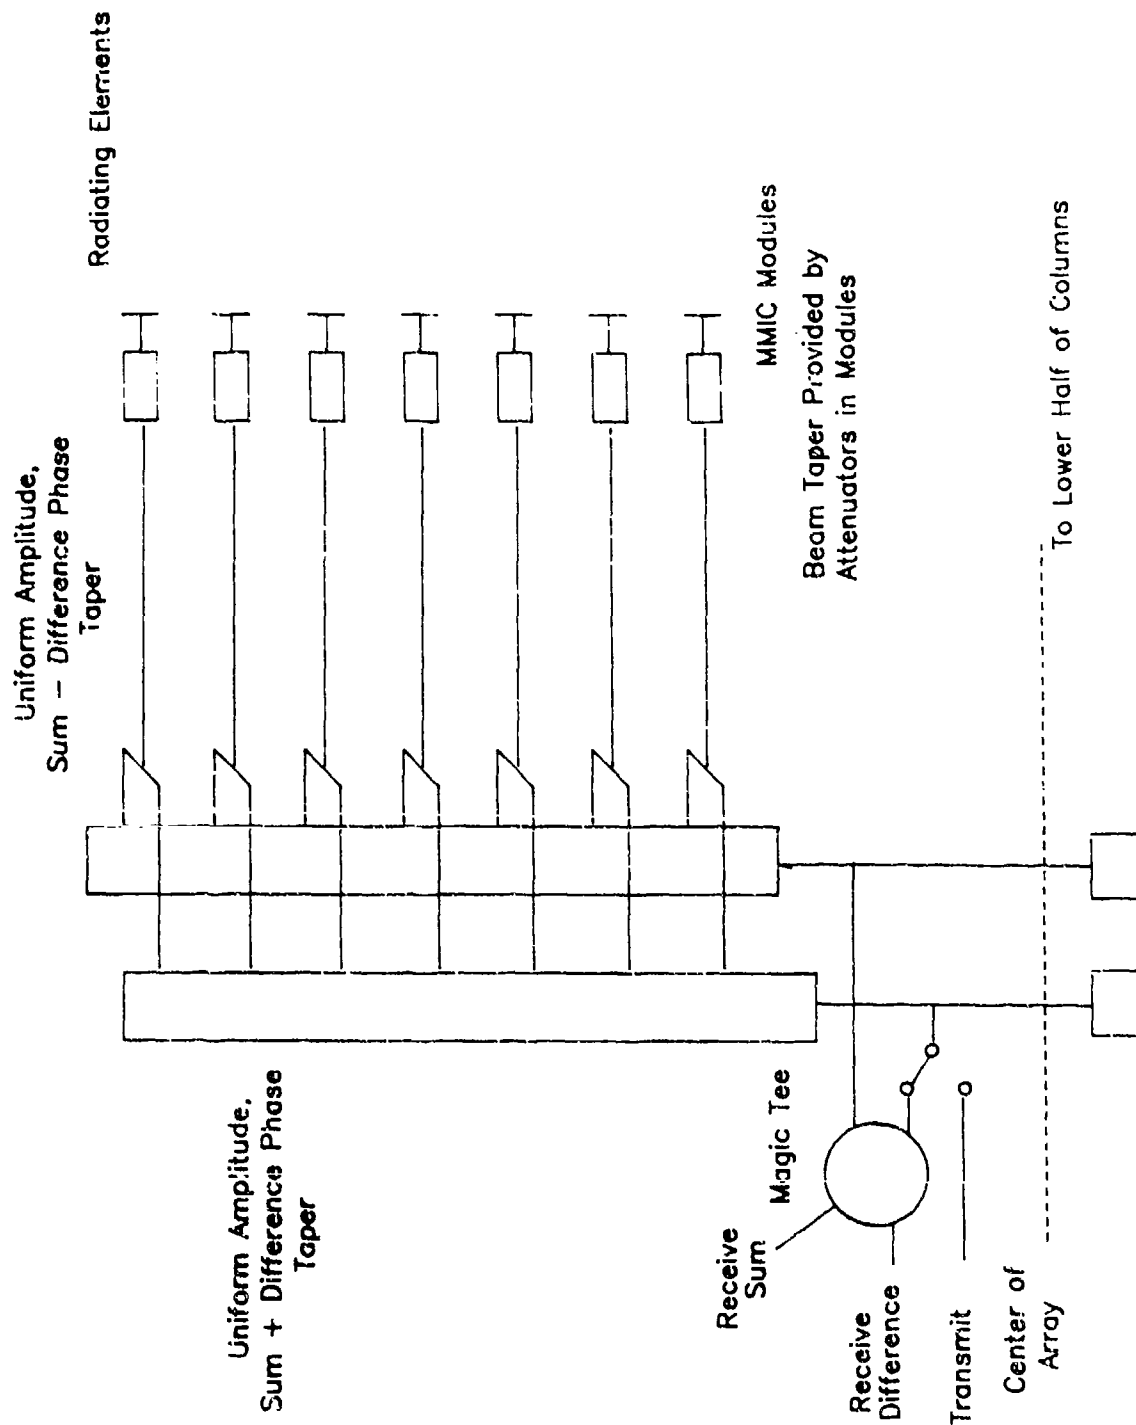 Radiating Elements
Uniform Amplitude,
Sum – Difference Phase
Taper
MMIC Modules
Beam Taper Provided by
Attenuators in Modules
To Lower Half of Columns
Uniform Amplitude,
Sum + Difference Phase
Taper
Magic Tee
Receive
Sum
Receive
Difference
Transmit
Center of
Array